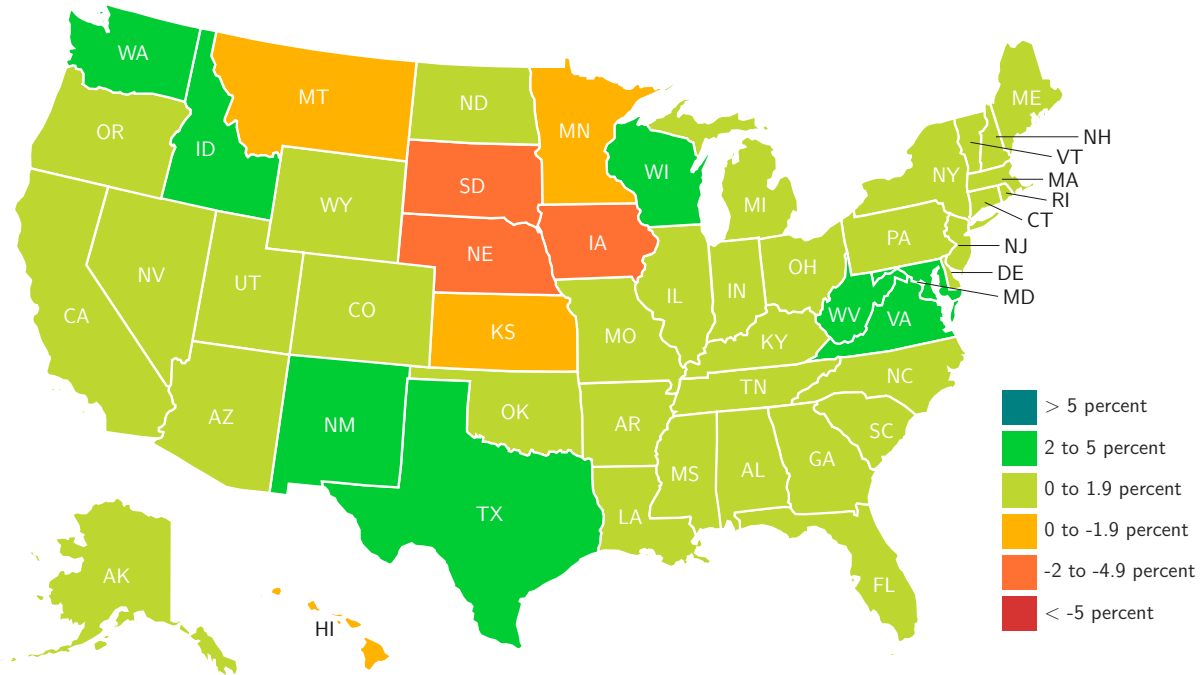 WA
MT
ND
ME
MN
OR
NH
ID
VT
WI
NY
MA
SD
RI
WY
MI
CT
PA
IA
NJ
NE
OH
NV
DE
UT
IL
IN
MD
CO
CA
WV
VA
KS
MO
KY
NC
TN
> 5 percent
AZ
OK
NM
AR
SC
2 to 5 percent
GA
AL
MS
0 to 1.9 percent
TX
LA
0 to -1.9 percent
AK
-2 to -4.9 percent
FL
< -5 percent
HI